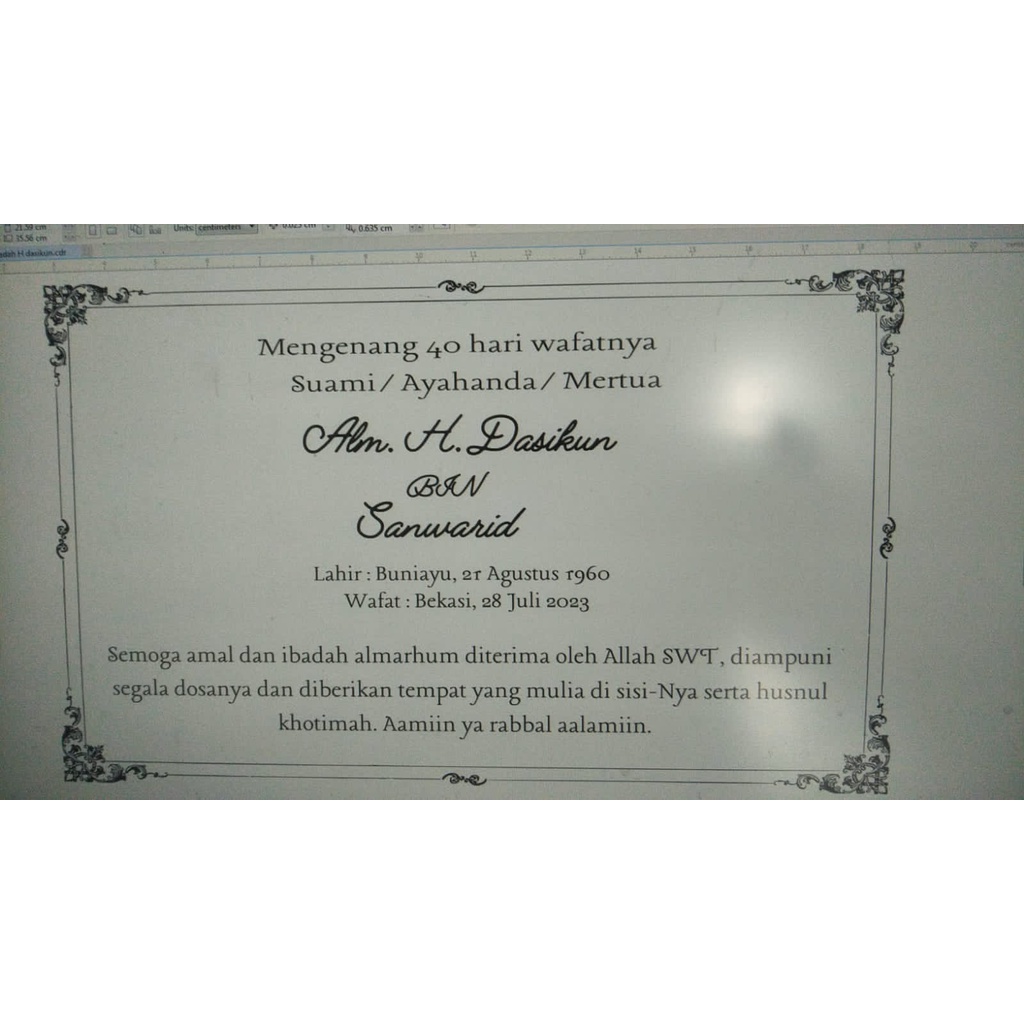 21.59 cm
35.56 cm
Units: centimeters
0.635 cm
H dasikun.cdr
Mengenang 40 hari wafatnya
Suami/ Ayahanda/ Mertua
Alm. H. Dasikun
BIN
Sanwarid
Lahir : Buniayu, 21 Agustus 1960
Wafat : Bekasi, 28 Juli 2023
Semoga amal dan ibadah almarhum diterima oleh Allah SWT, diampuni
segala dosanya dan diberikan tempat yang mulia di sisi-Nya serta husnul
khotimah. Aamiin ya rabbal aalamiin.